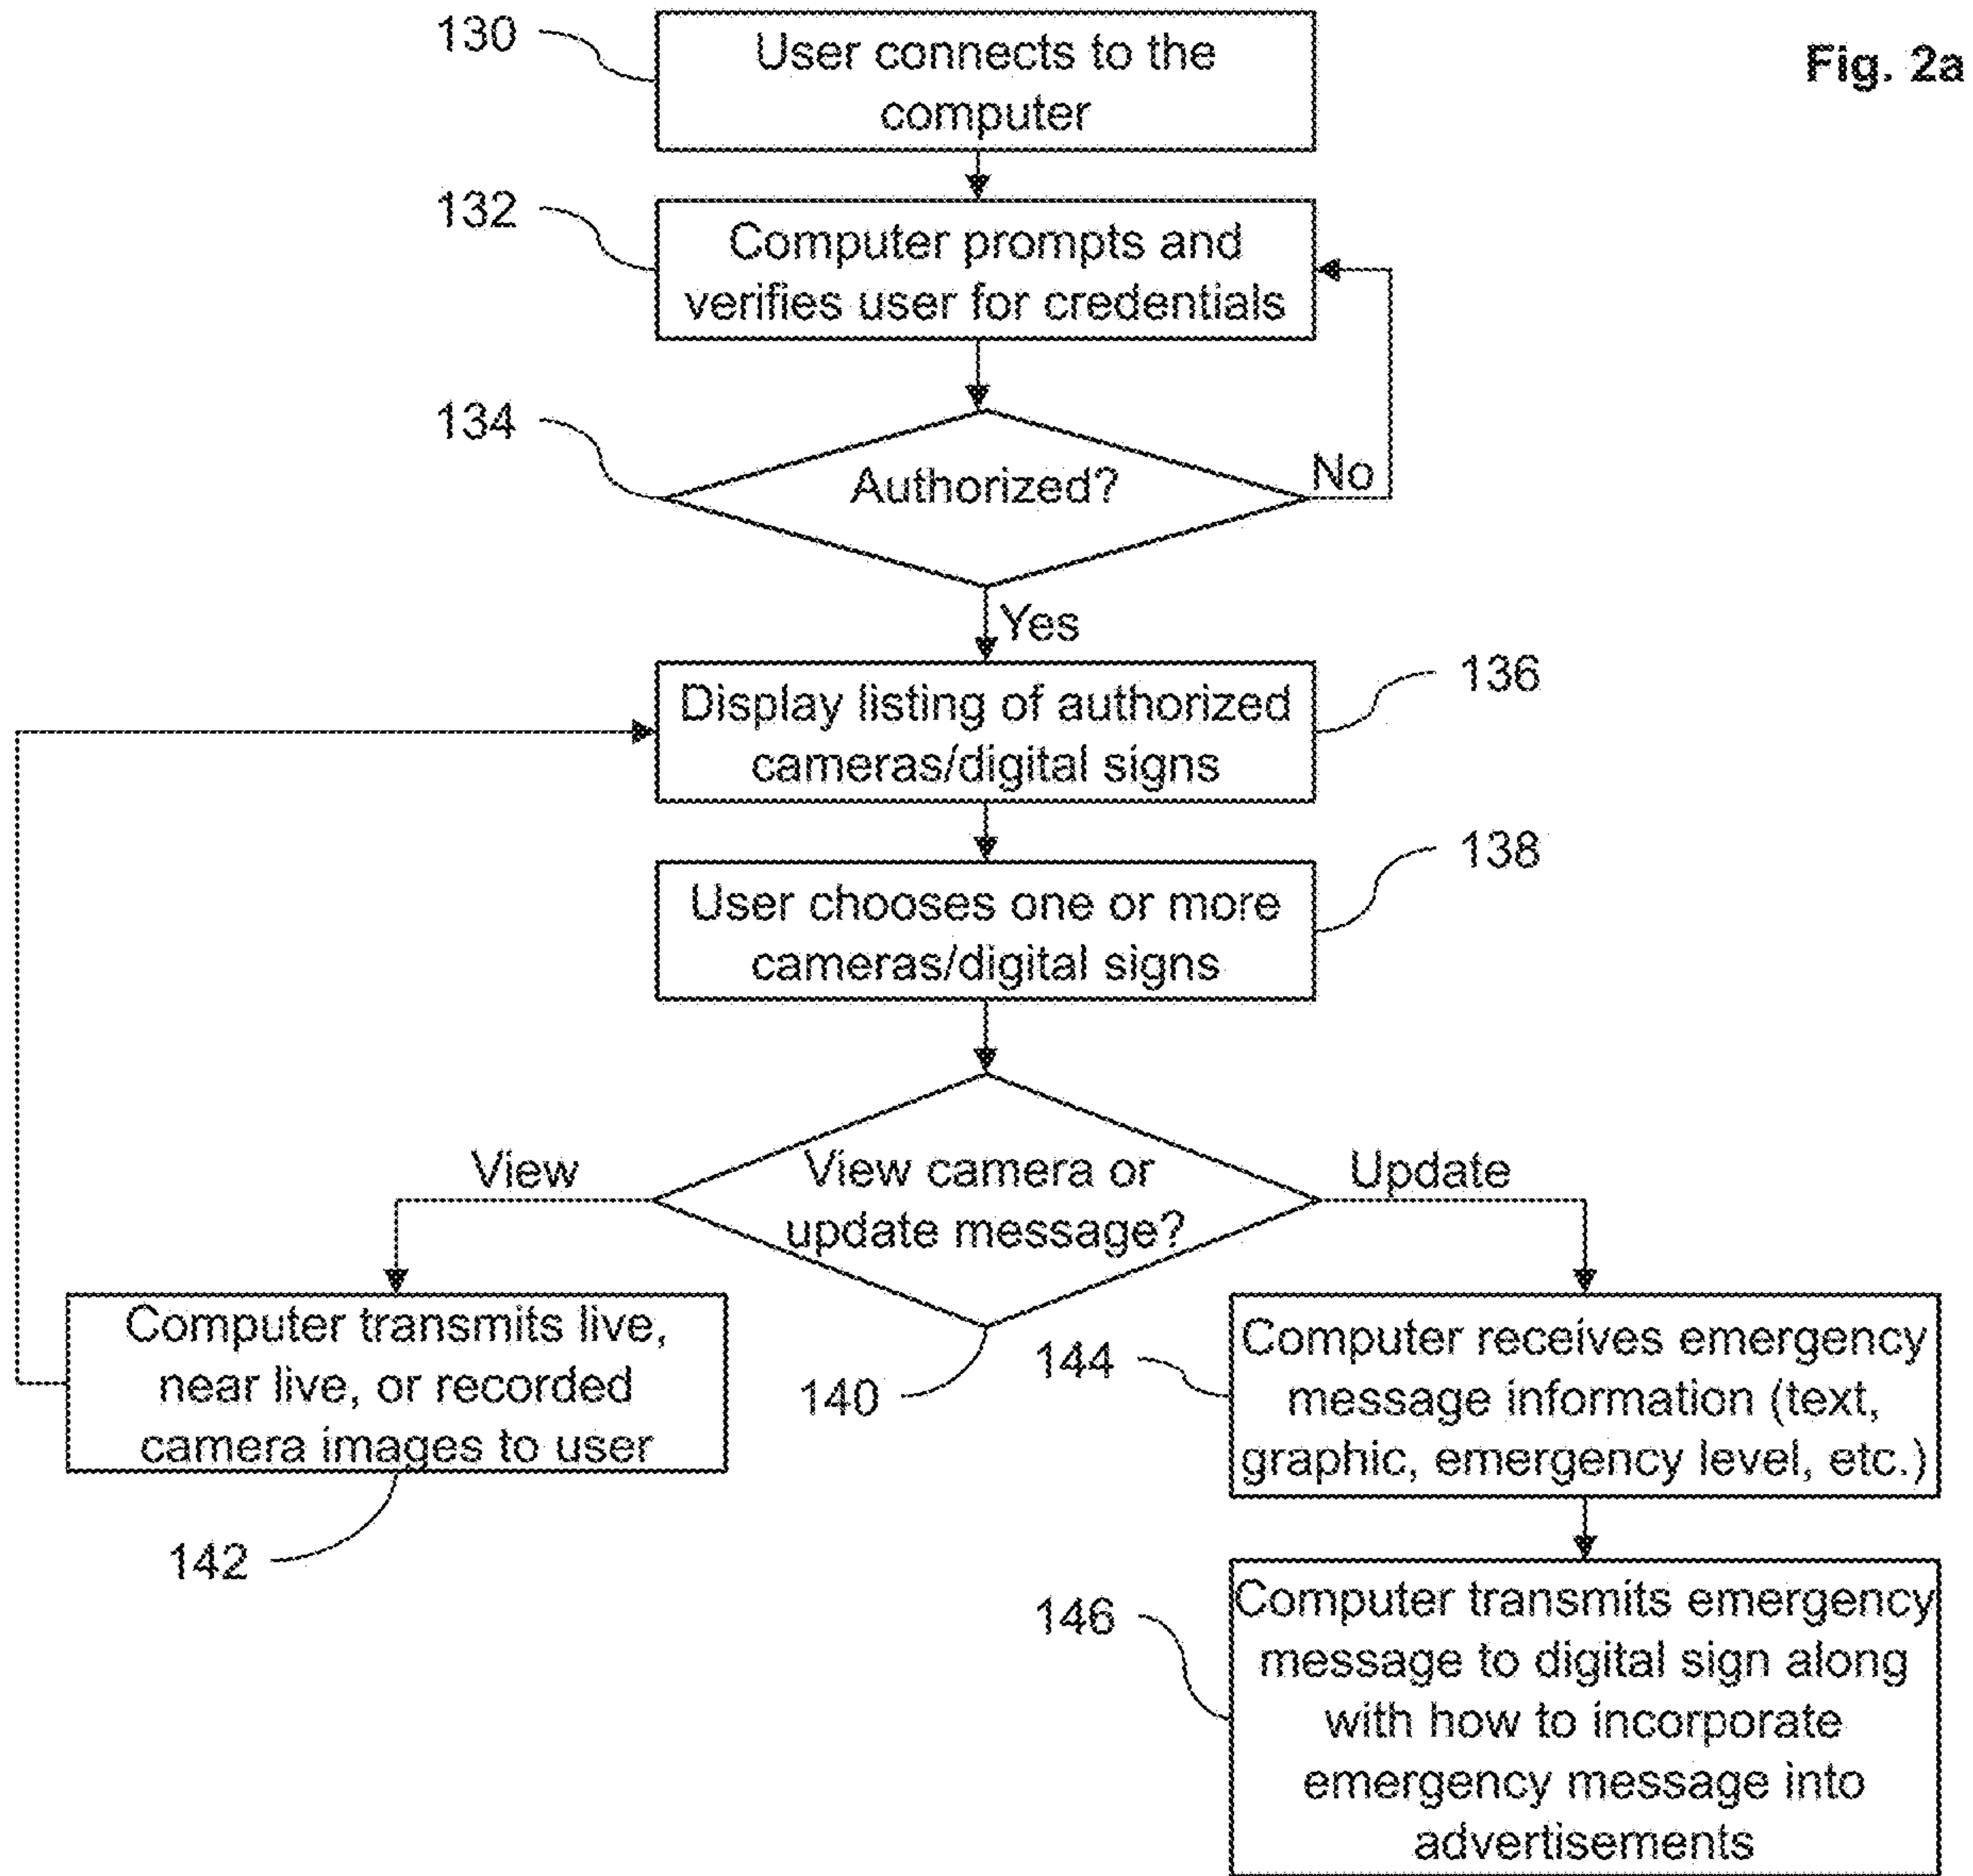 Fig. 2a
130
User connects to the
computer
132
Computer prompts and
verifies user for credentials
134
Authorized?
No
Yes
136
Display listing of authorized
cameras/digital signs
138
User chooses one or more
cameras/digital signs
View
View camera or
update message?
Update
140
Computer transmits live,
near live, or recorded
camera images to user
142
144
Computer receives emergency
message information (text,
graphic, emergency level, etc.)
146
Computer transmits emergency
message to digital sign along
with how to incorporate
emergency message into
advertisements